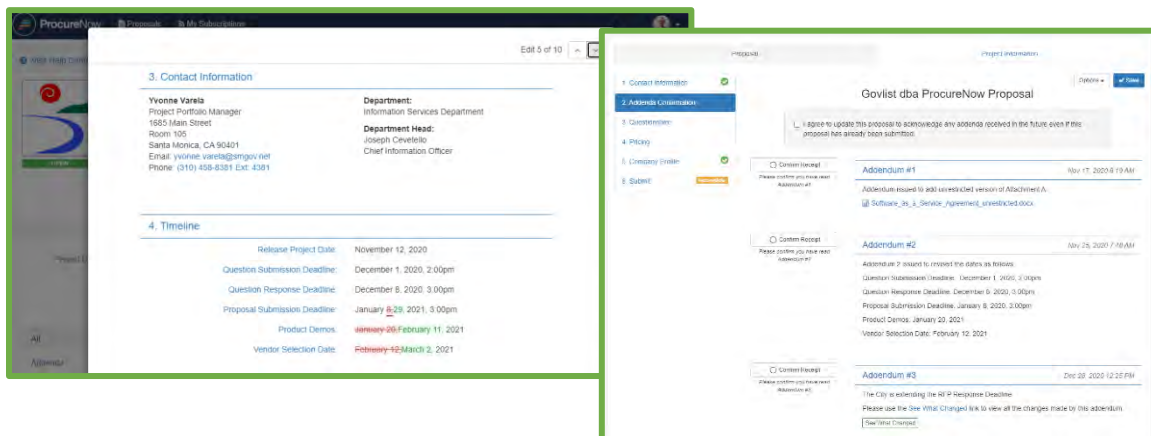 ProcureNow
Proposals
My Subscriptions
Edit 5 of 10
3. Contact Information
Yvonne Varela
Project Portfolio Manager
1685 Main Street
Room 105
Santa Monica, CA 90401
Email: yvonne.varela@smgov.net
Phone: (310) 458-8381 Ext: 4381
Department:
Information Services Department
Department Head:
Joseph Cevetello
Chief Information Officer
4. Timeline
Release Project Date: November 12, 2020
Question Submission Deadline: December 1, 2020, 2:00pm
Question Response Deadline: December 8, 2020, 3:00pm
Proposal Submission Deadline: January 8,29, 2021, 3:00pm
Product Demos: January 20,February 11, 2021
Vendor Selection Date: February 12,March 2, 2021
All
Addenda
Proposal
Project Information
1. Contact Information
2. Addenda Confirmation
3. Questionnaire
4. Pricing
5. Company Profile
6. Submit
Incomplete
Options
Save
Govlist dba ProcureNow Proposal
I agree to update this proposal to acknowledge any addenda received in the future even if this
proposal has already been submitted.
Confirm Receipt
Please confirm you have read
Addendum #1
Addendum #1
Nov 17, 2020 8:19 AM
Addendum issued to add unrestricted version of Attachment A
Software_as_a_Service_Agreement_unrestricted.docx
Confirm Receipt
Please confirm you have read
Addendum #2
Addendum #2
Addendum 2 issued to revised the dates as follows:
Question Submission Deadline: December 1, 2020, 2:00pm
Question Response Deadline: December 8, 2020, 3:00pm
Proposal Submission Deadline: January 8, 2020, 3:00pm
Product Demos: January 20, 2021
Vendor Selection Date: February 12, 2021
Confirm Receipt
Please confirm you have read
Addendum #3
Addendum #3
Dec 28, 2020 12:25 PM
The City is extending the RFP Response Deadline.
Please use the See What Changed link to view all the changes made by this addendum
See What Changed